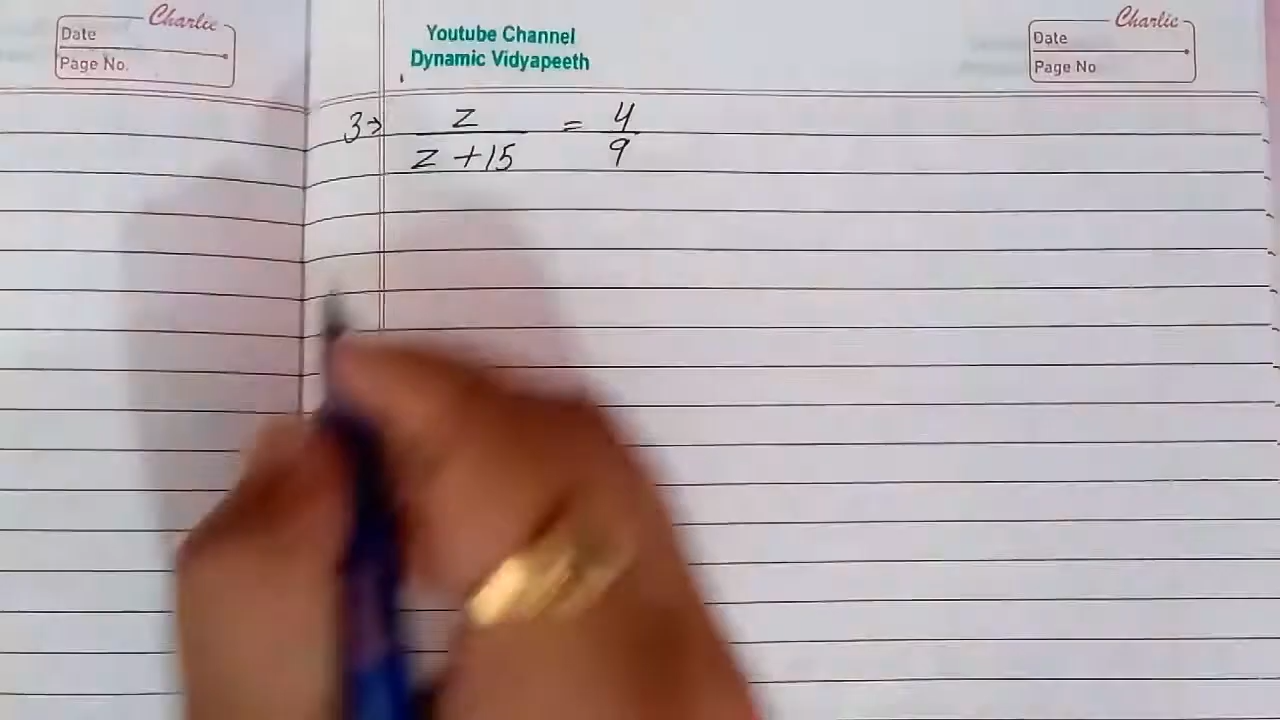 Charlie
Date
Page No.
Youtube Channel
Dynamic Vidyapeeth
Charlie
Date
Page No
3→ z/(z+15) = 4/9